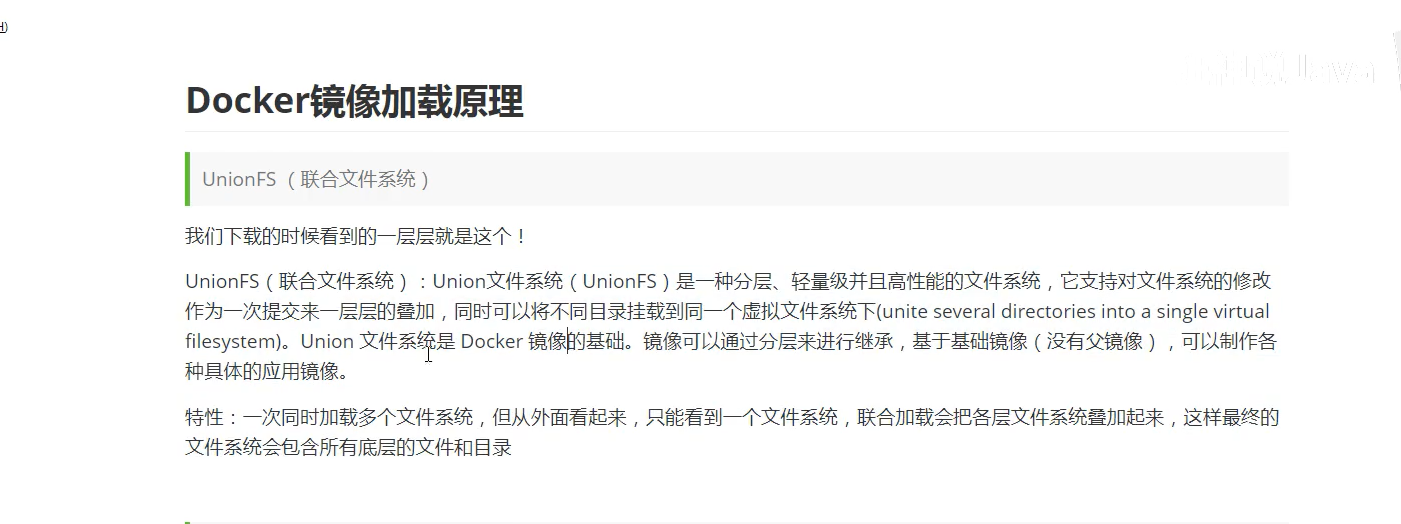 Docker镜像加载原理
UnionFS （联合文件系统）
我们下载的时候看到的一层层就是这个！
UnionFS（联合文件系统）：Union文件系统（UnionFS）是一种分层、轻量级并且高性能的文件系统，它支持对文件系统的修改
作为一次提交来一层层的叠加，同时可以将不同目录挂载到同一个虚拟文件系统下(unite several directories into a single virtual
filesystem)。Union 文件系统是 Docker 镜像的基础。镜像可以通过分层来进行继承，基于基础镜像（没有父镜像），可以制作各
种具体的应用镜像。
特性：一次同时加载多个文件系统，但从外面看起来，只能看到一个文件系统，联合加载会把各层文件系统叠加起来，这样最终的
文件系统会包含所有底层的文件和目录